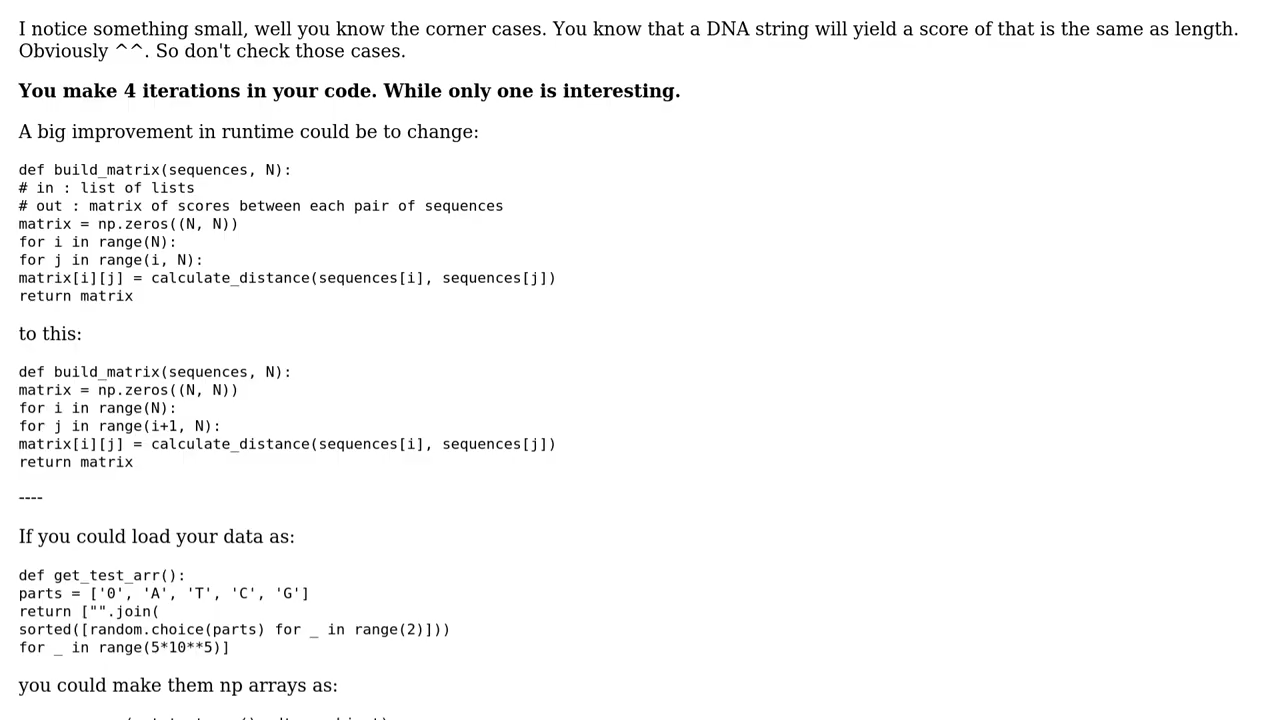 I notice something small, well you know the corner cases. You know that a DNA string will yield a score of that is the same as length.
Obviously ^^. So don't check those cases.
You make 4 iterations in your code. While only one is interesting.
A big improvement in runtime could be to change:
def build_matrix(sequences, N):
# in : list of lists
# out : matrix of scores between each pair of sequences
matrix = np.zeros((N, N))
for i in range(N):
for j in range(i, N):
matrix[i][j] = calculate_distance(sequences[i], sequences[j])
return matrix
to this:
def build_matrix(sequences, N):
matrix = np.zeros((N, N))
for i in range(N):
for j in range(i+1, N):
matrix[i][j] = calculate_distance(sequences[i], sequences[j])
return matrix
----
If you could load your data as:
def get_test_arr():
parts = ['0', 'A', 'T', 'C', 'G']
return ["".join(
sorted([random.choice(parts) for _ in range(2)]))
for _ in range(5*10**5)]
you could make them np arrays as: